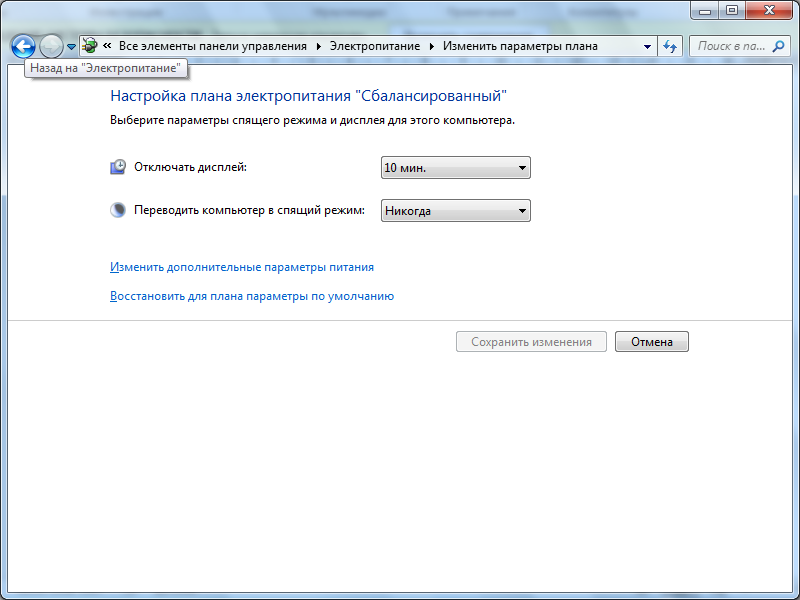 « Все элементы панели управления ▸ Электропитание ▸ Изменить параметры плана
Поиск в па...
Назад на "Электропитание"
Настройка плана электропитания "Сбалансированный"
Выберите параметры спящего режима и дисплея для этого компьютера.
Отключать дисплей: 10 мин.
Переводить компьютер в спящий режим: Никогда
Изменить дополнительные параметры питания
Восстановить для плана параметры по умолчанию
Сохранить изменения Отмена